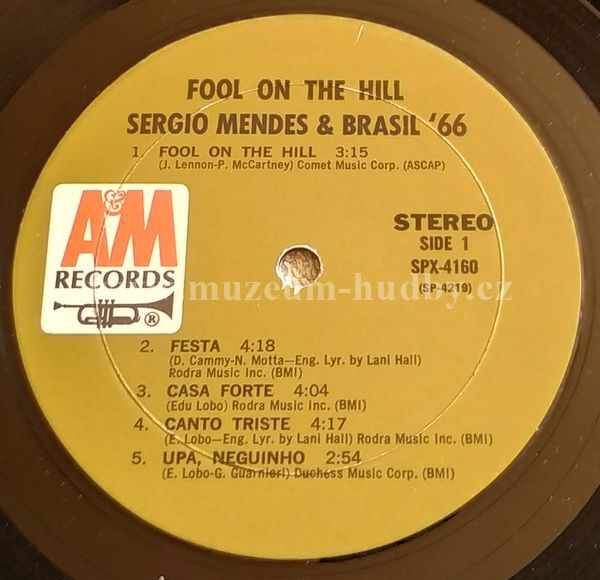 FOOL ON THE HILL
SERGIO MENDES & BRASIL '66
1. FOOL ON THE HILL 3:15
(J. Lennon-P. McCartney) Comet Music Corp. (ASCAP)
A&M
RECORDS
®
STEREO
SIDE 1
SPX-4160
(SP-4219)
muzeum-hudby.cz
2. FESTA 4:18
(D. Cammy-N. Motta—Eng. Lyr. by Lani Hall)
Rodra Music Inc. (BMI)
3. CASA FORTE 4:04
(Edu Lobo) Rodra Music Inc. (BMI)
4. CANTO TRISTE 4:17
(E. Lobo—Eng. Lyr. by Lani Hall) Rodra Music Inc. (BMI)
5. UPA, NEGUINHO 2:54
(E. Lobo-G. Guarnieri) Duchess Music Corp. (BMI)